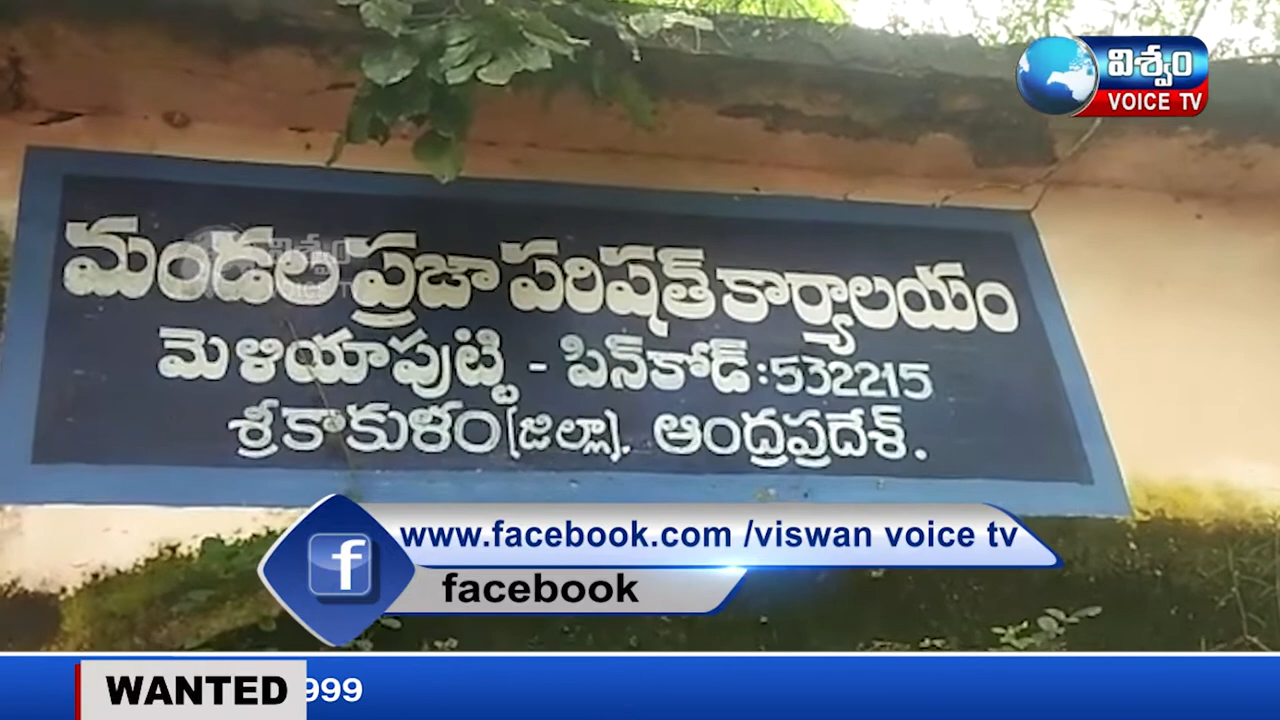 విశ్వం
VOICE TV
మండల ప్రజా పరిషత్ కార్యాలయం
మెళియాపుట్టి - పిన్‌కోడ్ : 532215
శ్రీకాకుళం (జిల్లా). ఆంద్రప్రదేశ్.
www.facebook.com /viswan voice tv
facebook
WANTED 999